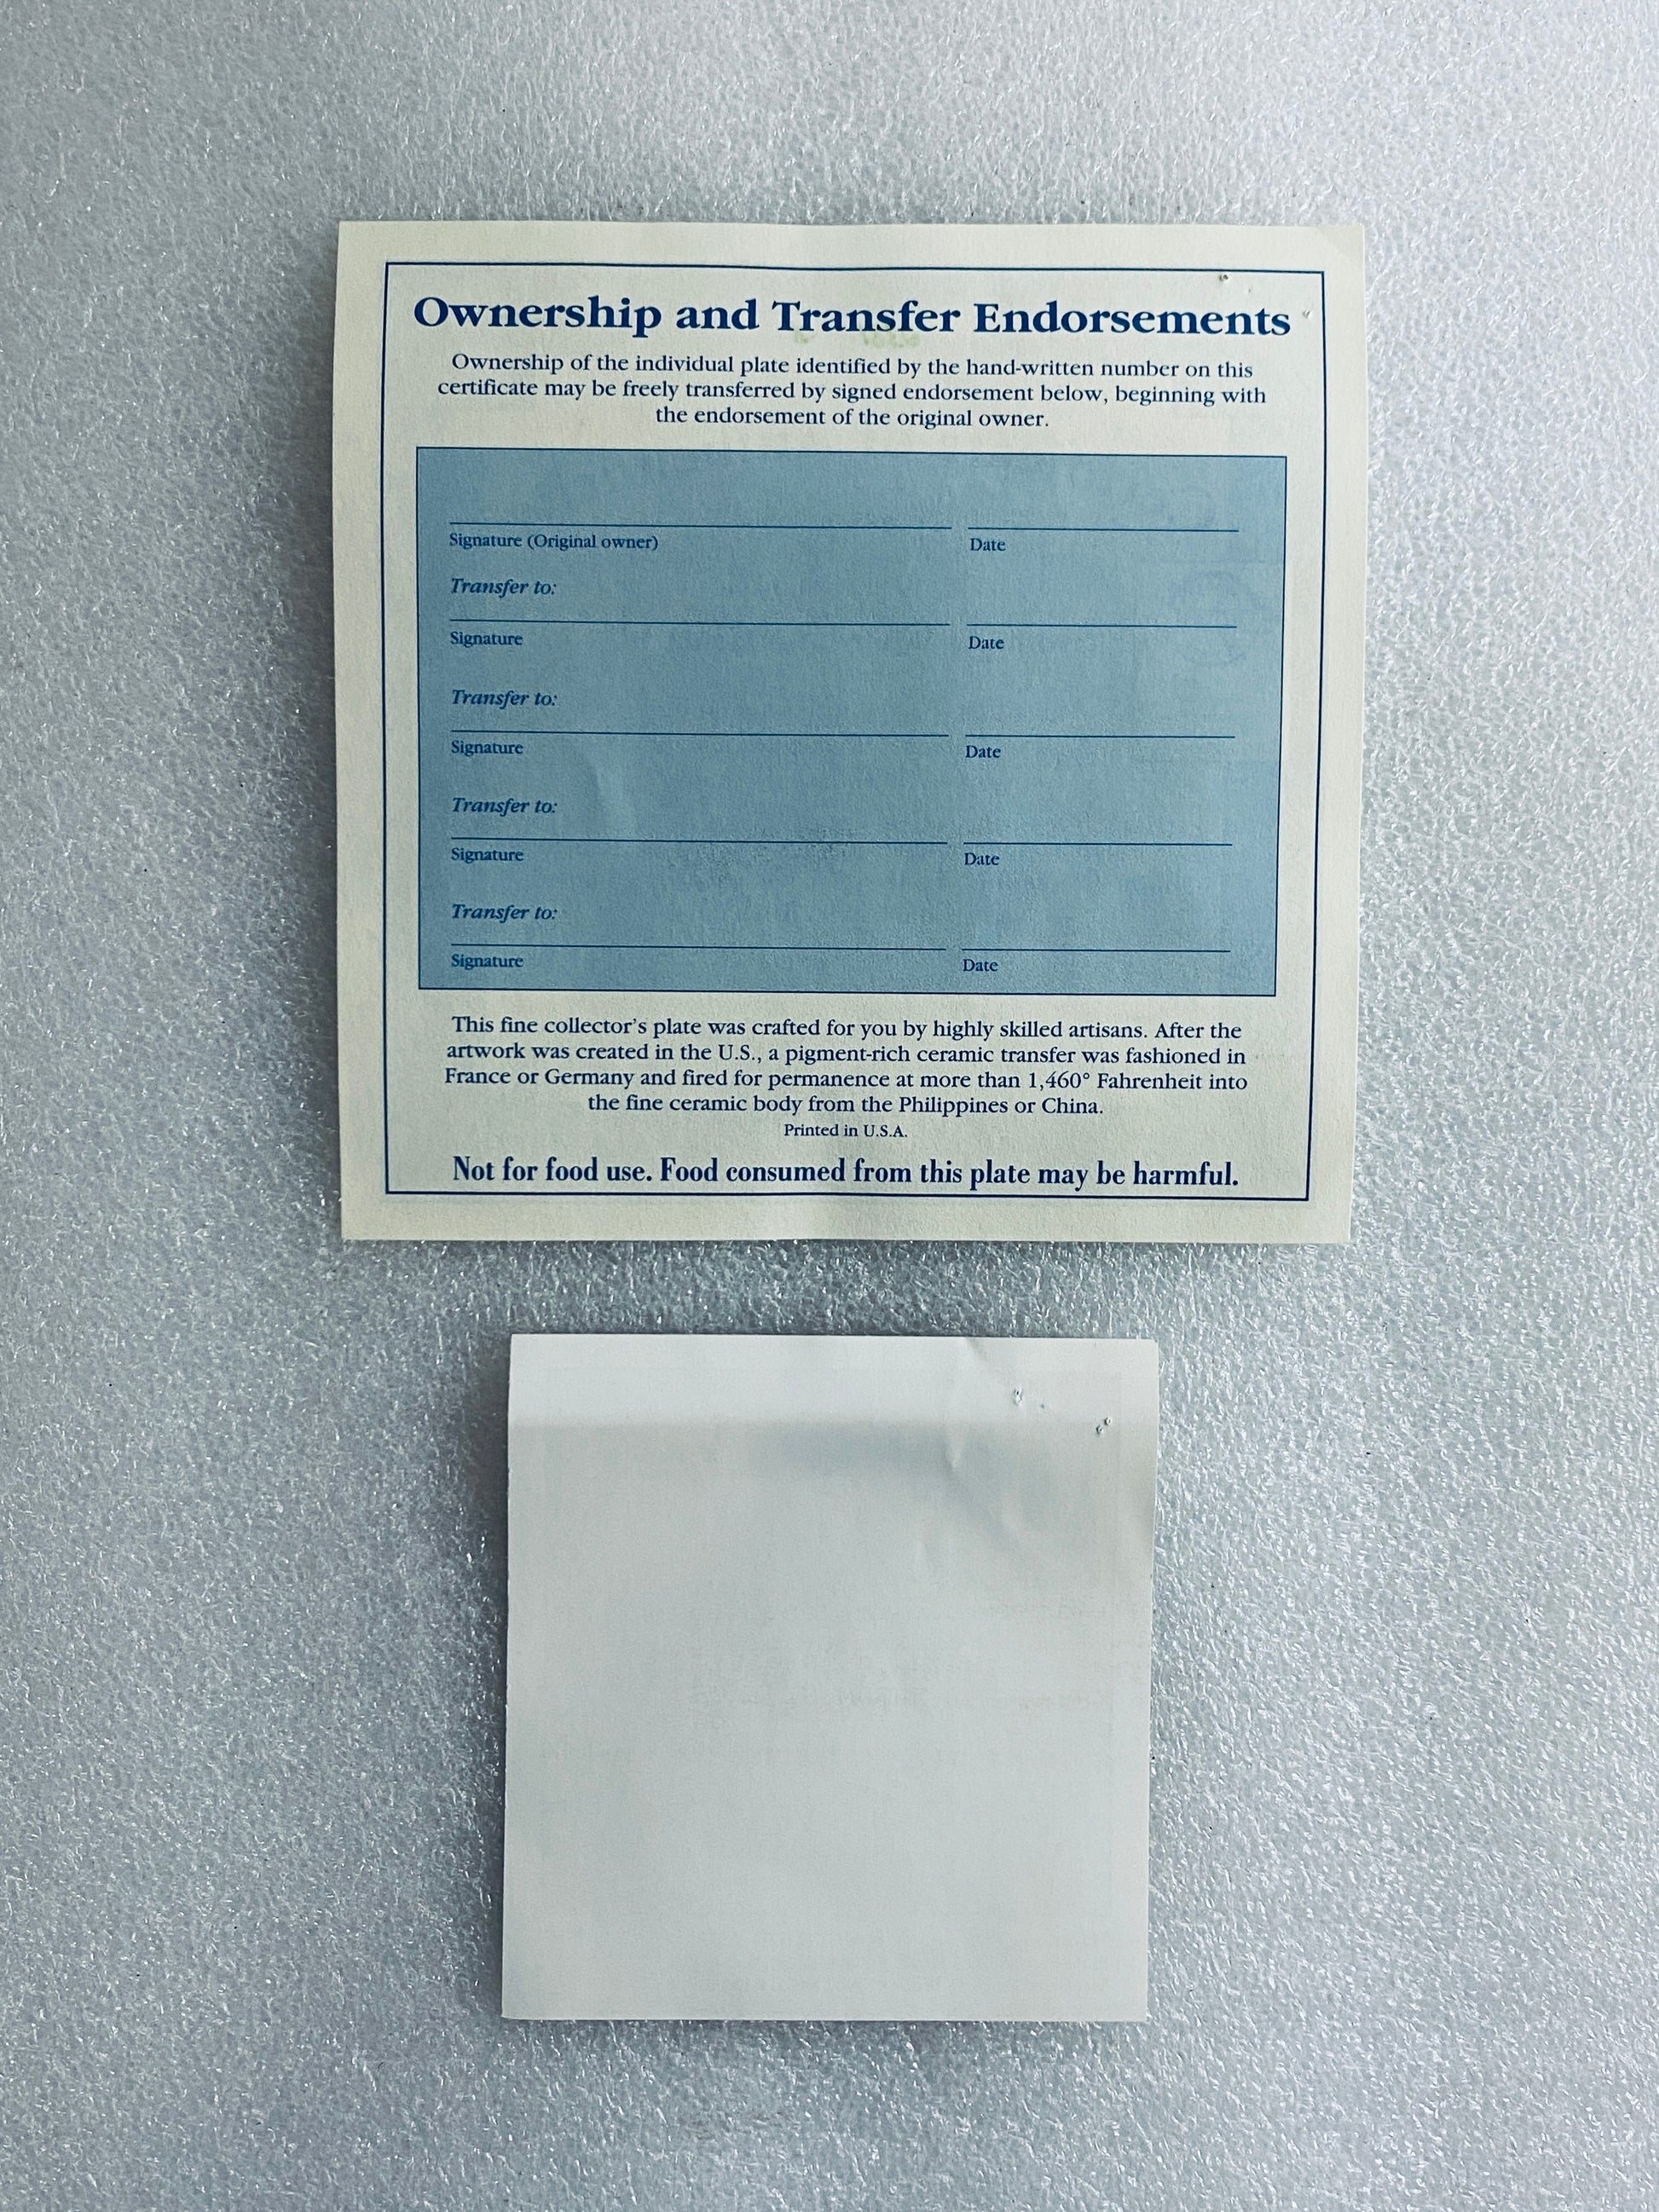 Ownership and Transfer Endorsements
Ownership of the individual plate identified by the hand-written number on this
certificate may be freely transferred by signed endorsement below, beginning with
the endorsement of the original owner.
Signature (Original owner) Date
Transfer to:
Signature Date
Transfer to:
Signature Date
Transfer to:
Signature Date
Transfer to:
Signature Date
This fine collector's plate was crafted for you by highly skilled artisans. After the
artwork was created in the U.S., a pigment-rich ceramic transfer was fashioned in
France or Germany and fired for permanence at more than 1,460° Fahrenheit into
the fine ceramic body from the Philippines or China.
Printed in U.S.A.
Not for food use. Food consumed from this plate may be harmful.